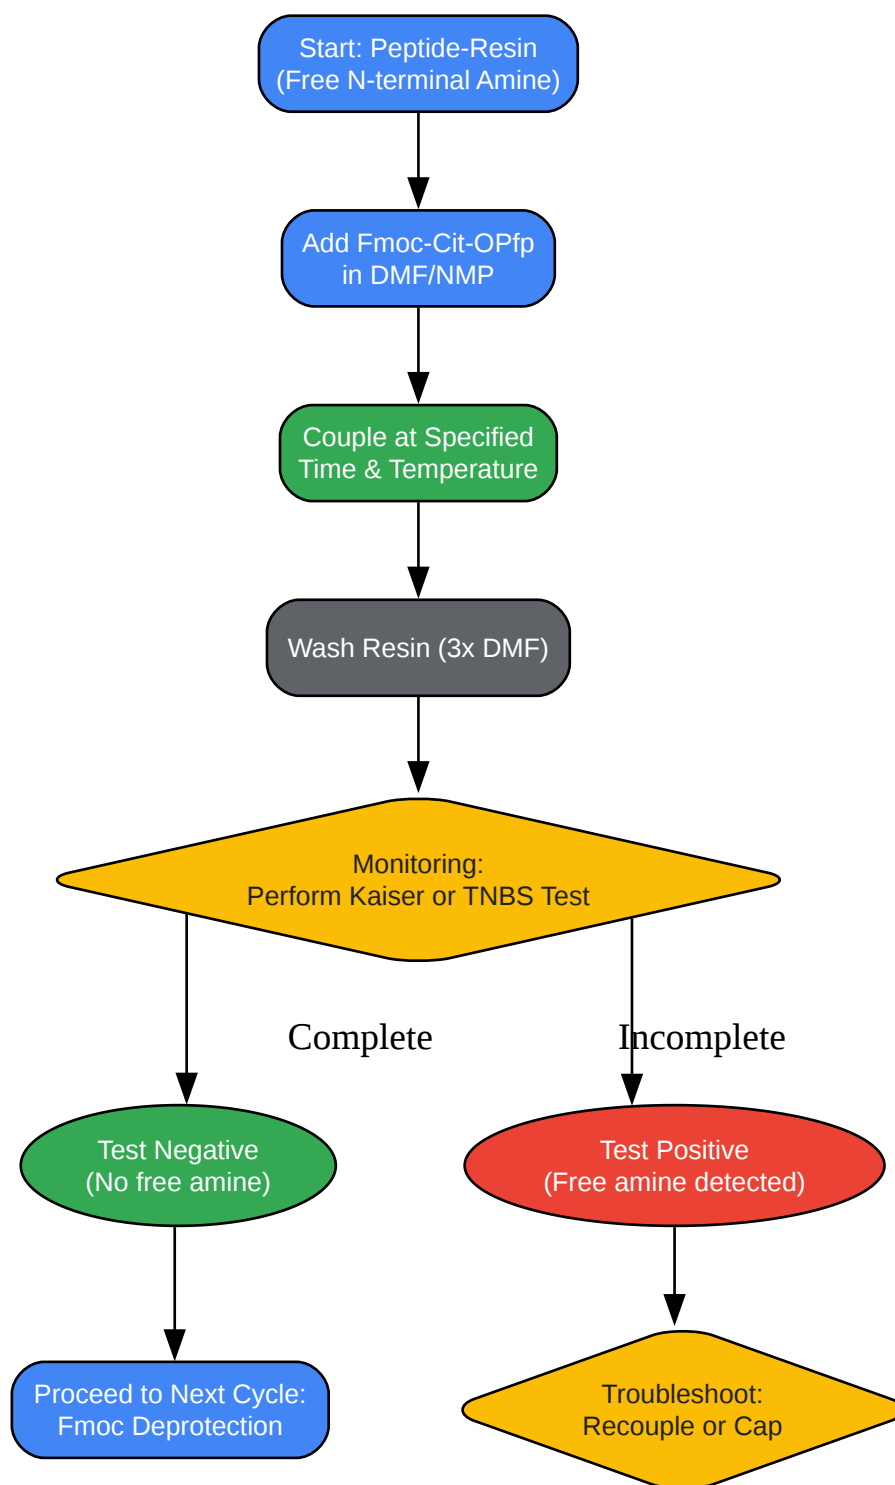 Start: Peptide-Resin
(Free N-terminal Amine)
Add Fmoc-Cit-OPfp
in DMF/NMP
Couple at Specified
Time & Temperature
Wash Resin (3x DMF)
Monitoring:
Perform Kaiser or TNBS Test
Complete
Incomplete
Test Negative
(No free amine)
Test Positive
(Free amine detected)
Proceed to Next Cycle:
Fmoc Deprotection
Troubleshoot:
Recouple or Cap